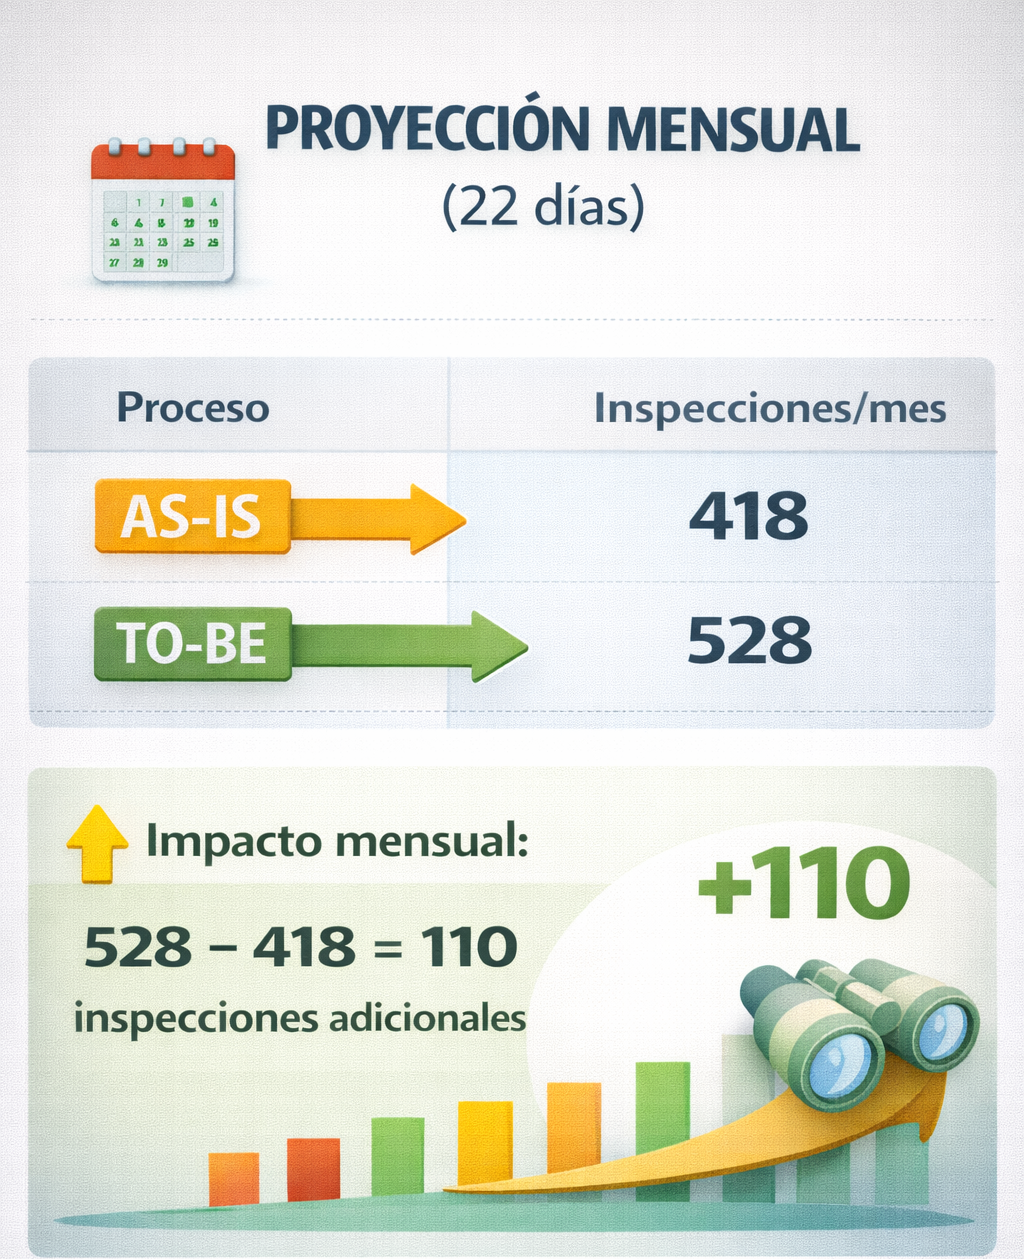 PROYECCIÓN MENSUAL
(22 días)
Proceso
Inspecciones/mes
AS-IS
418
TO-BE
528
Impacto mensual:
+110
528 – 418 = 110
inspecciones adicionales